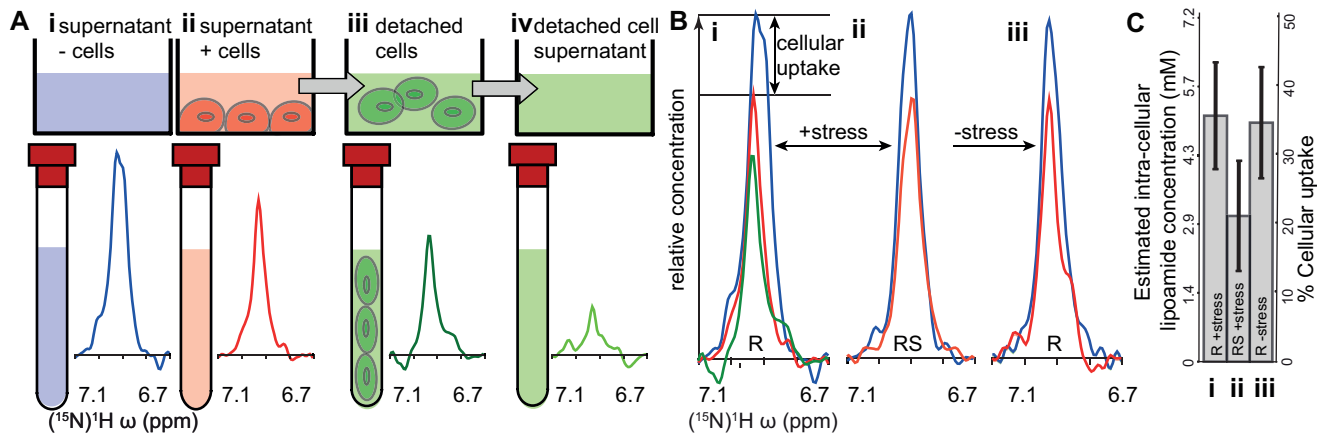 A
i supernatant
- cells
ii supernatant
+ cells
iii detached
cells
iv detached cell
supernatant
7.1 6.7
7.1 6.7
7.1 6.7
7.1 6.7
(¹⁵N)¹H ω (ppm)
B
relative concentration
i
ii
iii
cellular
uptake
+stress
-stress
R
RS
R
7.1 6.7
7.1 6.7
7.1 6.7
(¹⁵N)¹H ω (ppm)
C
Estimated intra-cellular
lipoamide concentration (mM)
7.2
5.7
4.3
2.9
1.4
0
R +stress
RS +stress
R -stress
i ii iii
50
40
30
20
10
0
% Cellular uptake